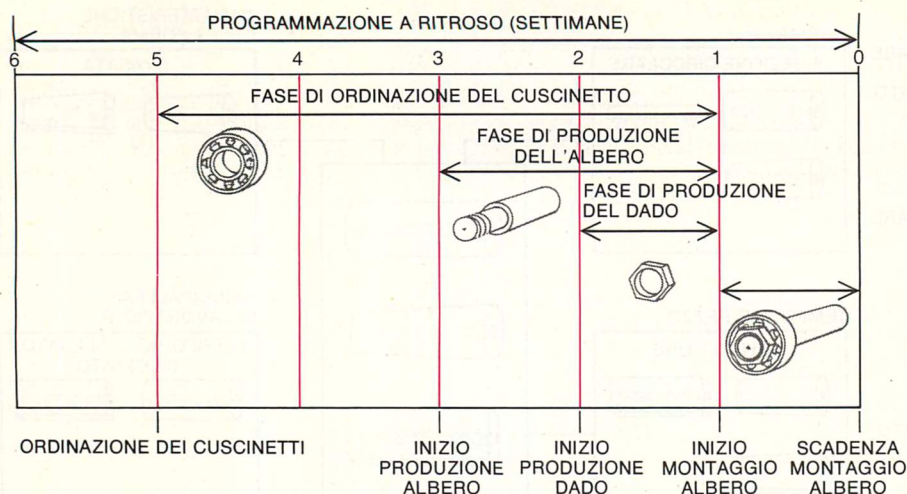 PROGRAMMAZIONE A RITROSO (SETTIMANE)
6 5 4 3 2 1 0
FASE DI ORDINAZIONE DEL CUSCINETTO
FASE DI PRODUZIONE
DELL'ALBERO
FASE DI PRODUZIONE
DEL DADO
ORDINAZIONE DEI CUSCINETTI
INIZIO
PRODUZIONE
ALBERO
INIZIO
PRODUZIONE
DADO
INIZIO
MONTAGGIO
ALBERO
SCADENZA
MONTAGGIO
ALBERO